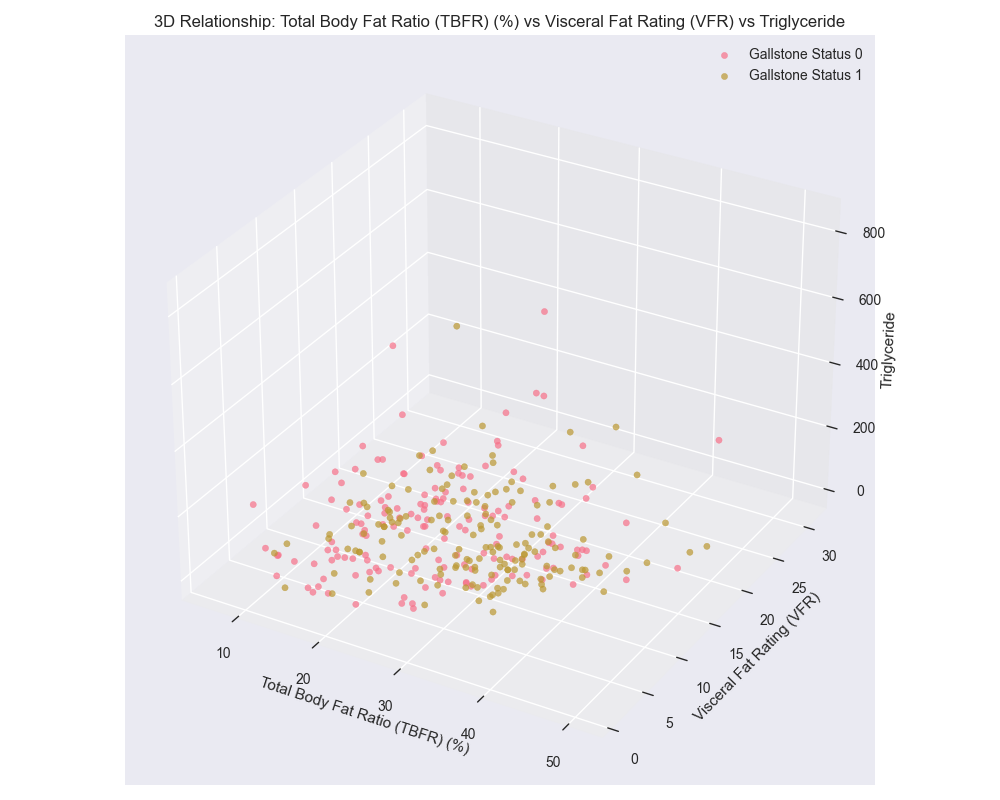 3D Relationship: Total Body Fat Ratio (TBFR) (%) vs Visceral Fat Rating (VFR) vs Triglyceride
Gallstone Status 0
Gallstone Status 1
800
600
400
200
0
Triglyceride
10
20
30
40
50
Total Body Fat Ratio (TBFR) (%)
0
5
10
15
20
25
30
Visceral Fat Rating (VFR)